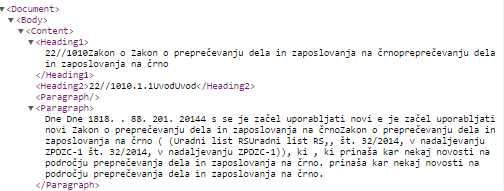 ▼<Document>
▼<Body>
▼<Content>
▼<Heading1>
22//1010Zakon o Zakon o preprečevanju dela in zaposlovanja na črnopreprečevanju dela
in zaposlovanja na črno
</Heading1>
<Heading2>22//1010.1.1UvodUvod</Heading2>
<Paragraph/>
▼<Paragraph>
Dne Dne 1818. . 88. 201. 20144 s se je začel uporabljati novi e je začel uporabljati
novi Zakon o preprečevanju dela in zaposlovanja na črnoZakon o preprečevanju dela in
zaposlovanja na črno ( (Uradni list RSUradni list RS,, št. 32/2014, v nadaljevanju
ZPDZC-1 št. 32/2014, v nadaljevanju ZPDZC-1)), ki , ki prinaša kar nekaj novosti na
področju preprečevanja dela in zaposlovanja na črno. prinaša kar nekaj novosti na
področju preprečevanja dela in zaposlovanja na črno.
</Paragraph>